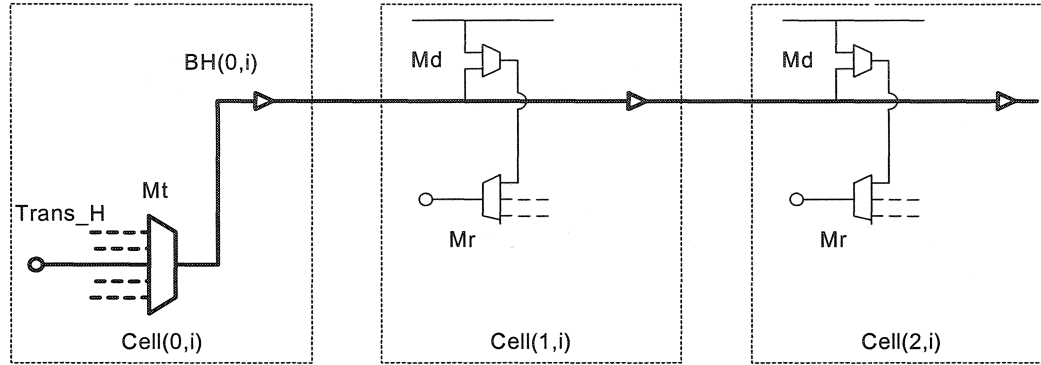 BH(0,i)
Md
Md
Mt
Trans_H
Mr
Mr
Cell(0,i)
Cell(1,i)
Cell(2,i)